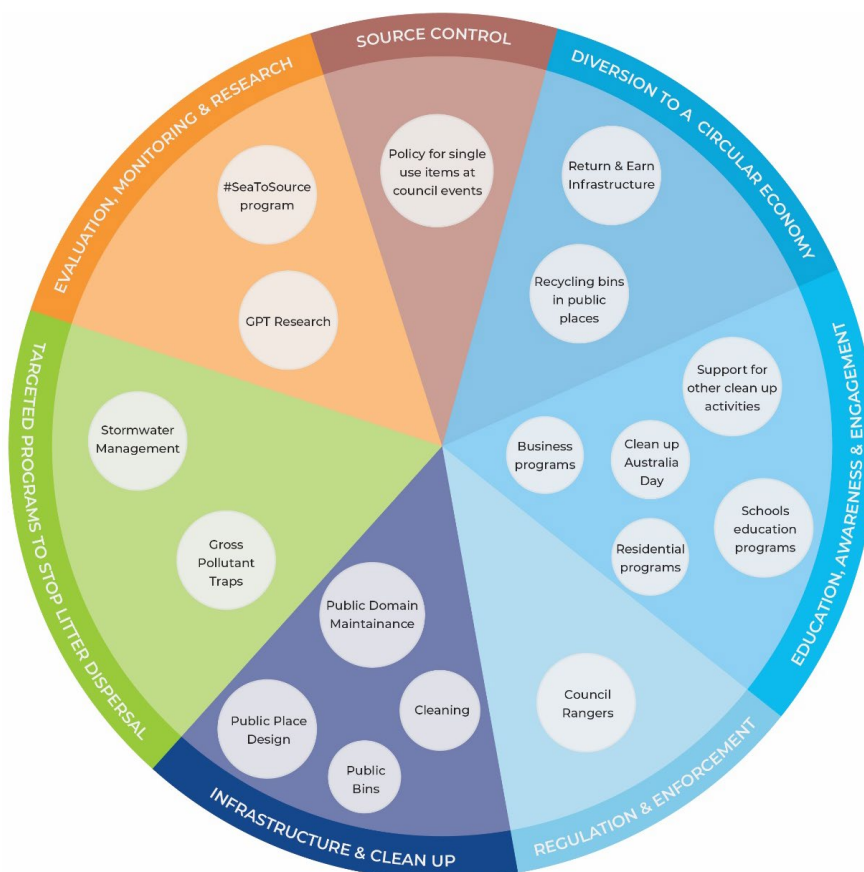 SOURCE CONTROL
Policy for single
use items at
council events
DIVERSION TO A CIRCULAR ECONOMY
Return & Earn
Infrastructure
Recycling bins
in public
places
EDUCATION, AWARENESS & ENGAGEMENT
Support for
other clean up
activities
Business
programs
Clean up
Australia
Day
Schools
education
programs
Residential
programs
REGULATION & ENFORCEMENT
Council
Rangers
INFRASTRUCTURE & CLEAN UP
Public Domain
Maintainance
Cleaning
Public Place
Design
Public
Bins
TARGETED PROGRAMS TO STOP LITTER DISPERSAL
Stormwater
Management
Gross
Pollutant
Traps
EVALUATION, MONITORING & RESEARCH
#SeaToSource
program
GPT Research